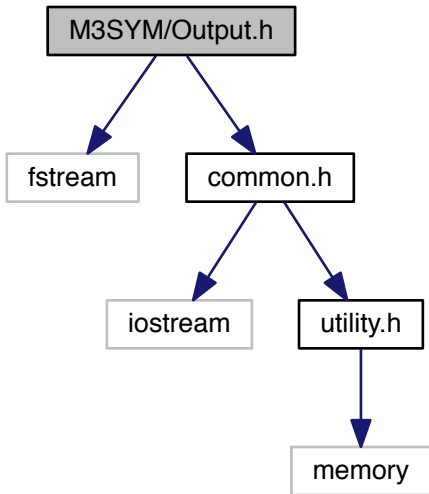 M3SYM/Output.h
fstream
common.h
iostream
utility.h
memory